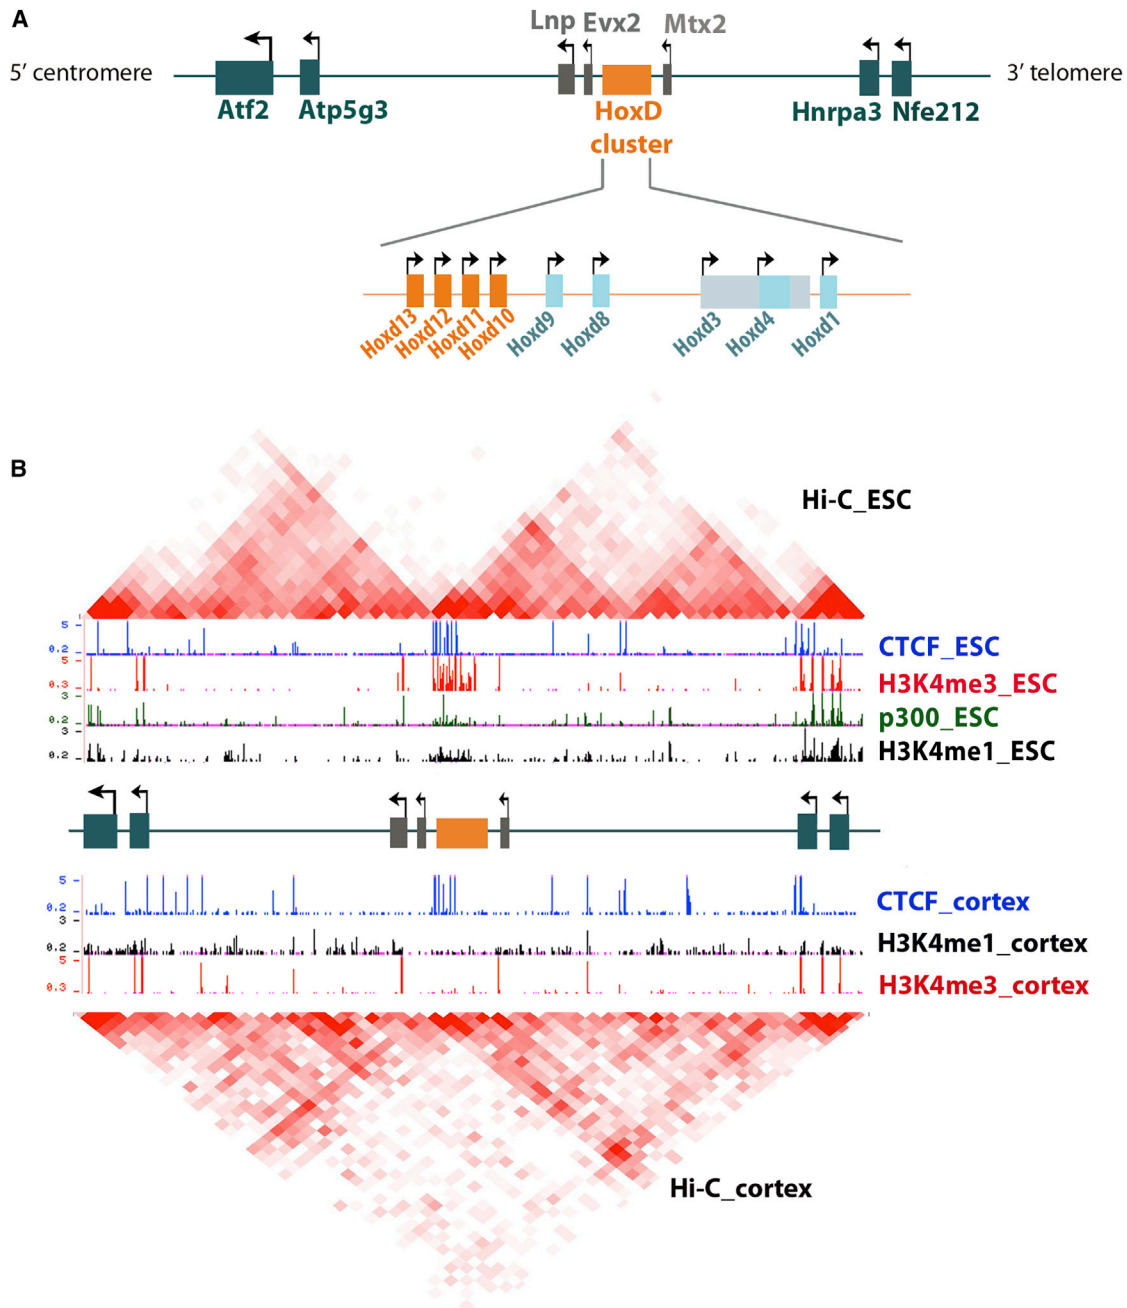 A
Lnp Evx2 Mtx2
5' centromere
3' telomere
Atf2
Atp5g3
HoxD
cluster
Hnrpa3
Nfe212
Hoxd13
Hoxd12
Hoxd11
Hoxd10
Hoxd9
Hoxd8
Hoxd3
Hoxd4
Hoxd1
B
Hi-C_ESC
5
0.2
CTCF_ESC
5
0.3
H3K4me3_ESC
3
0.2
p300_ESC
3
0.2
H3K4me1_ESC
5
0.2
CTCF_cortex
3
0.2
H3K4me1_cortex
5
0.3
H3K4me3_cortex
Hi-C_cortex